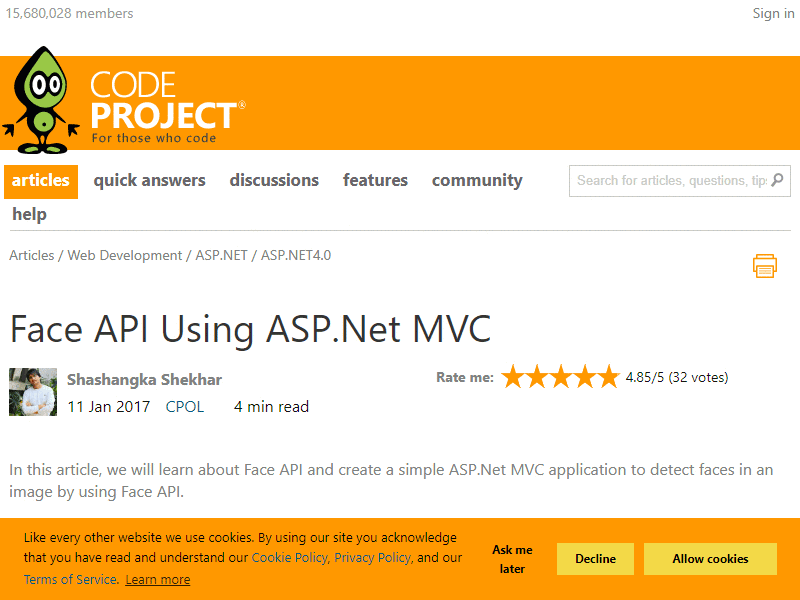 15,680,028 members
Sign in
CODE
PROJECT®
For those who code
articles quick answers discussions features community
Search for articles, questions, tips
help
Articles / Web Development / ASP.NET / ASP.NET4.0
Face API Using ASP.Net MVC
Shashangka Shekhar
Rate me: 4.85/5 (32 votes)
11 Jan 2017 CPOL 4 min read
In this article, we will learn about Face API and create a simple ASP.Net MVC application to detect faces in an
image by using Face API.
Like every other website we use cookies. By using our site you acknowledge
that you have read and understand our Cookie Policy, Privacy Policy, and our
Terms of Service. Learn more
Ask me
later
Decline
Allow cookies